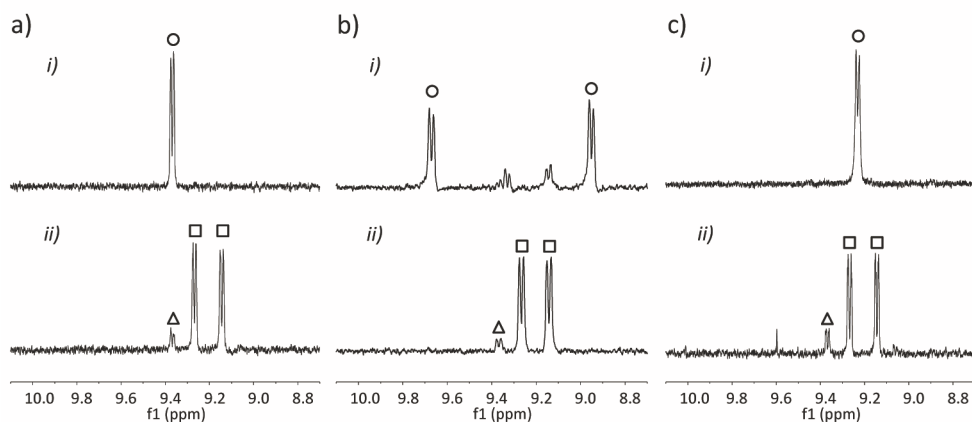 a) b) c)
i) i) i)
ii) ii) ii)
10.0 9.8 9.6 9.4 9.2 9.0 8.8 10.0 9.8 9.6 9.4 9.2 9.0 8.8 10.0 9.8 9.6 9.4 9.2 9.0 8.8
f1 (ppm) f1 (ppm) f1 (ppm)